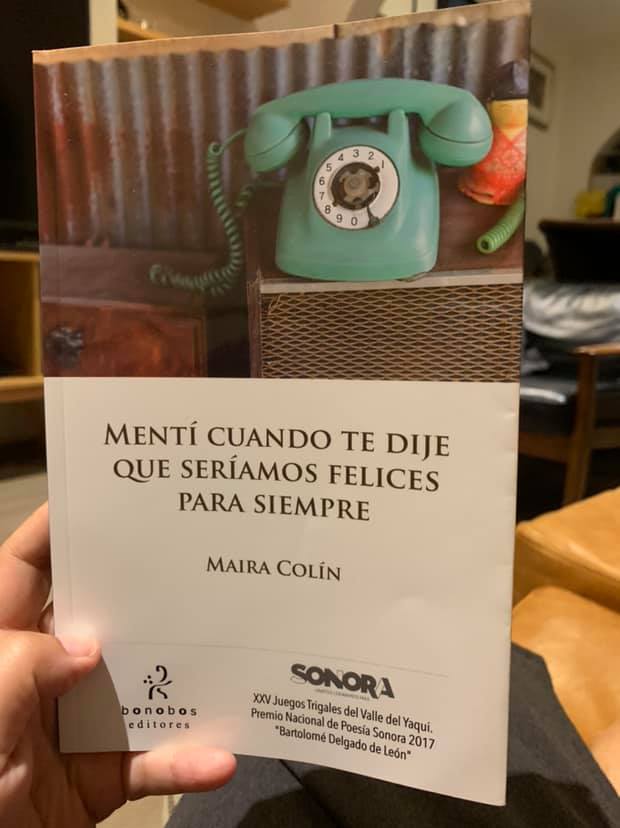 5 4 3 2 1
6
7
8 9 0
MENTÍ CUANDO TE DIJE
QUE SERÍAMOS FELICES
PARA SIEMPRE
MAIRA COLÍN
bonobos
editores
SONORA
XXV Juegos Trigales del Valle del Yaqui.
Premio Nacional de Poesía Sonora 2017
"Bartolomé Delgado de León"